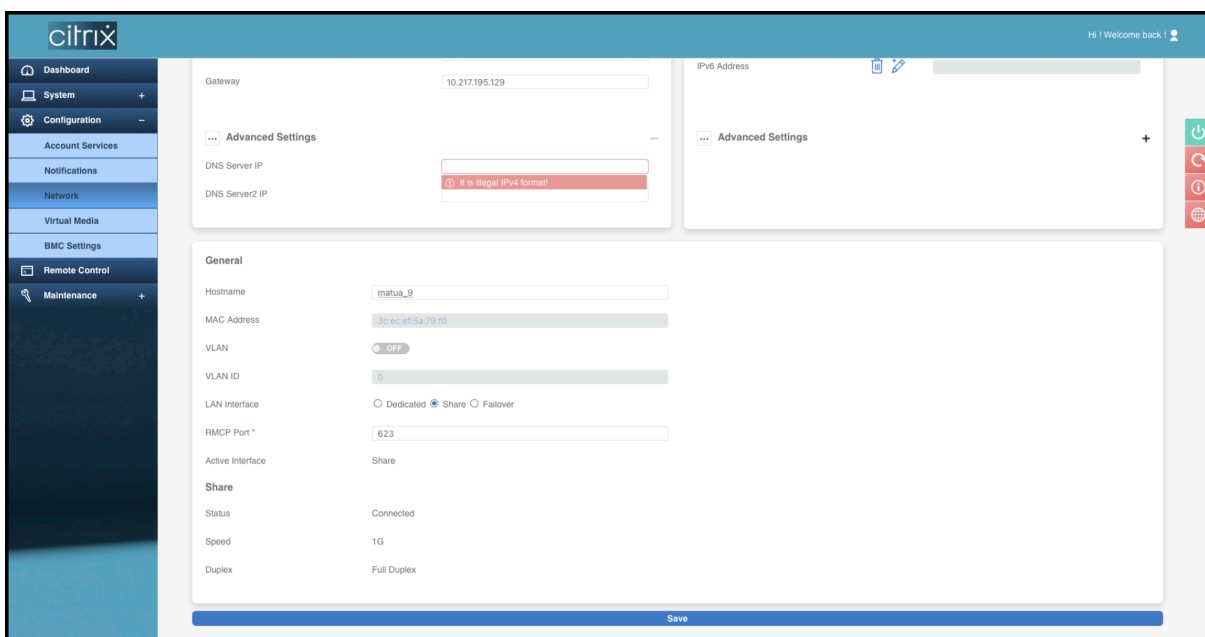 citrix
Hi ! Welcome back !
Dashboard
System +
Configuration –
Account Services
Notifications
Network
Virtual Media
BMC Settings
Remote Control
Maintenance +
Gateway 10.217.195.129
... Advanced Settings –
DNS Server IP
It is illegal IPv4 format!
DNS Server2 IP
IPv6 Address
... Advanced Settings +
General
Hostname matua_9
MAC Address 3c:ec:ef:5a:79:f0
VLAN OFF
VLAN ID 0
LAN Interface Dedicated Share Failover
RMCP Port * 623
Active Interface Share
Share
Status Connected
Speed 1G
Duplex Full Duplex
Save